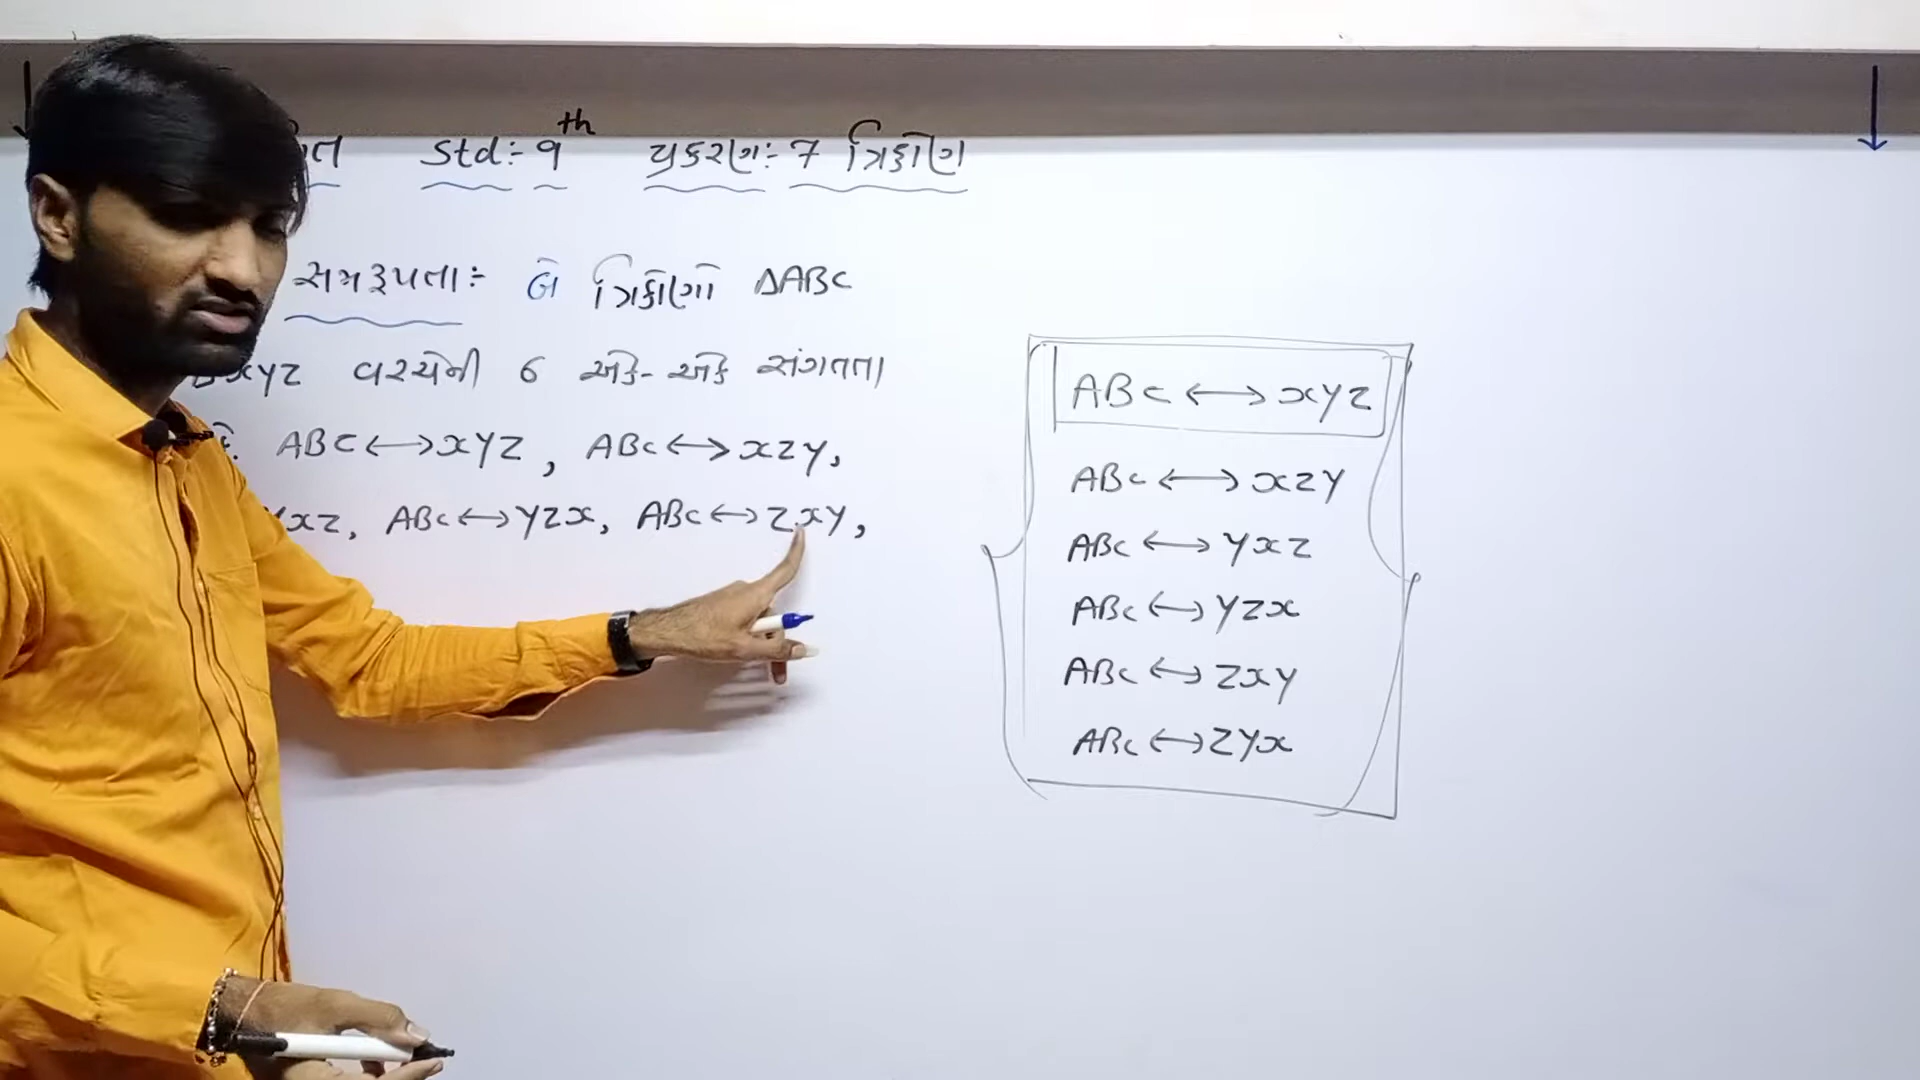 Std:- 9th પ્રકરણ:- 7 ત્રિકોણ
સમરૂપતા:- બે ત્રિકોણો ΔABC
XYZ વચ્ચેની 6 એક-એક સંગતતા
ABC ↔ XYZ, ABC ↔ XZY,
YXZ, ABC ↔ YZX, ABC ↔ ZXY,
ABC ↔ XYZ
ABC ↔ XZY
ABC ↔ YXZ
ABC ↔ YZX
ABC ↔ ZXY
ABC ↔ ZYX